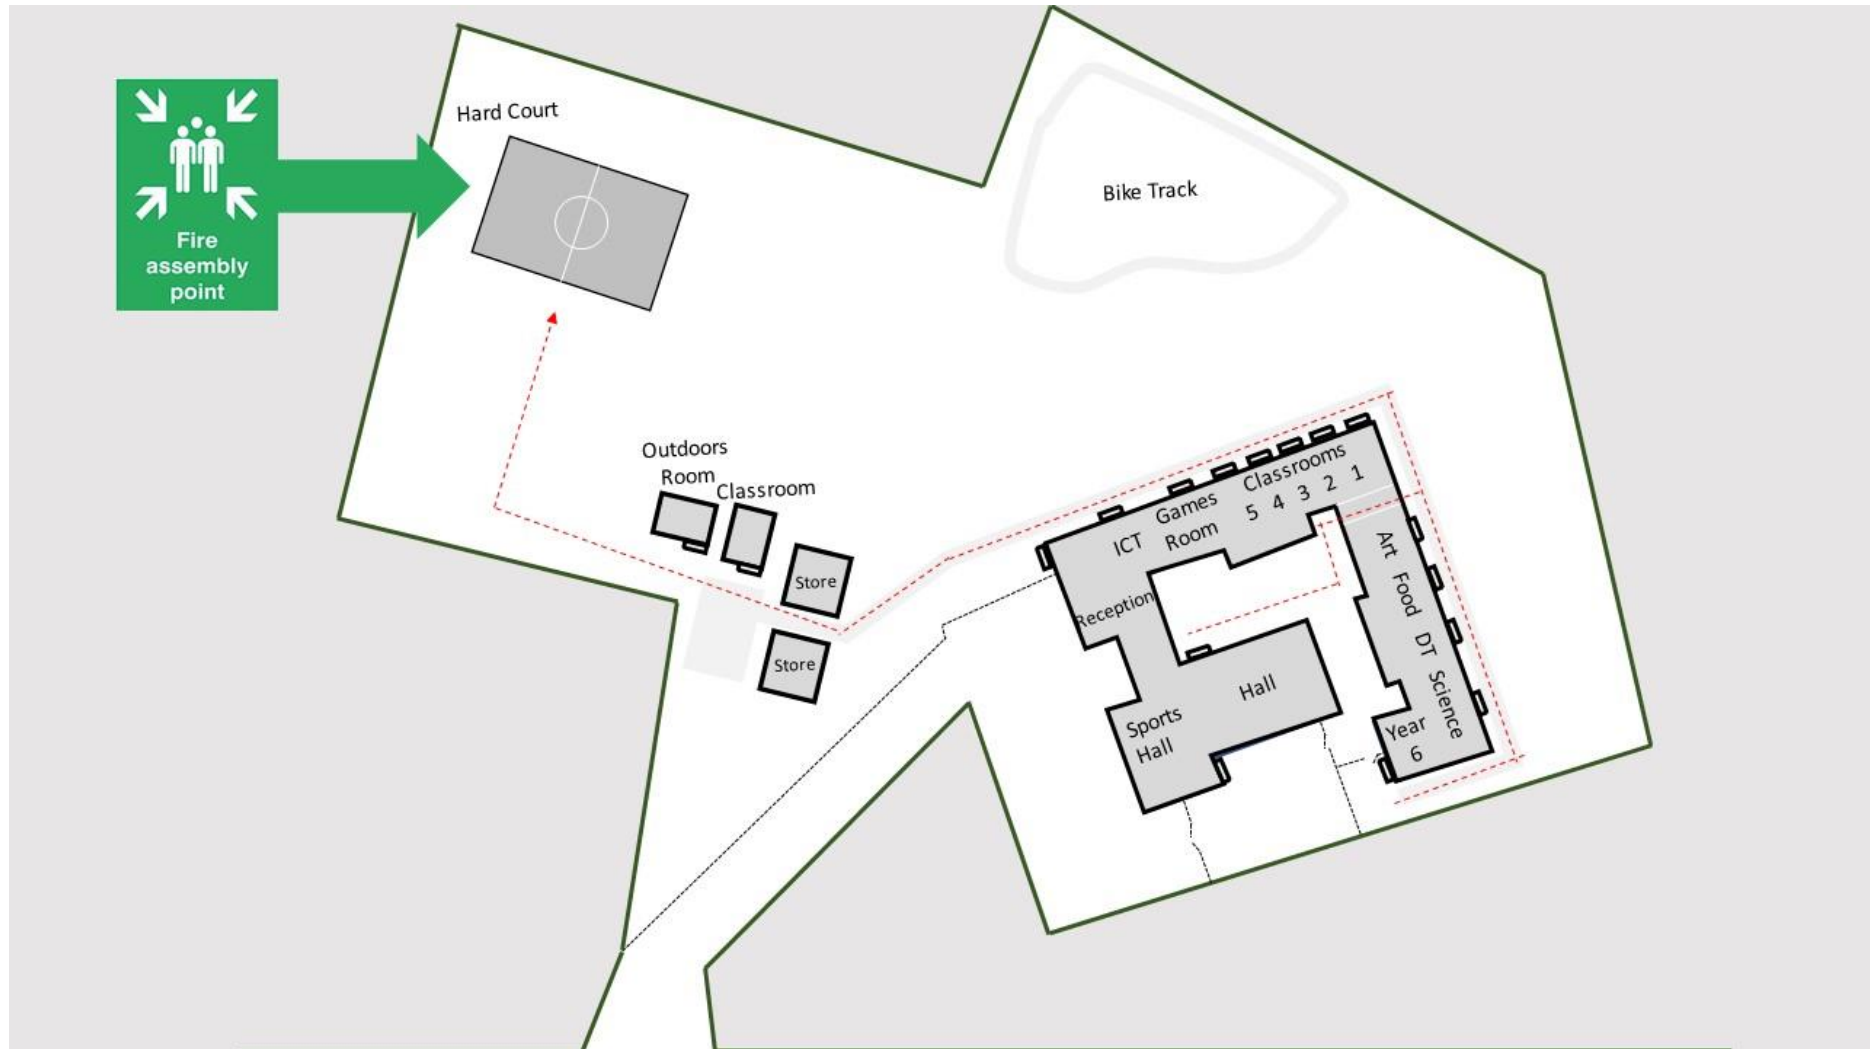 Hard Court
Fire
assembly
point
Bike Track
Outdoors
Room
Classroom
Store
Store
Classrooms
5 4 3 2 1
Games
Room
ICT
Reception
Art
Food
DT
Science
Year
6
Hall
Sports
Hall